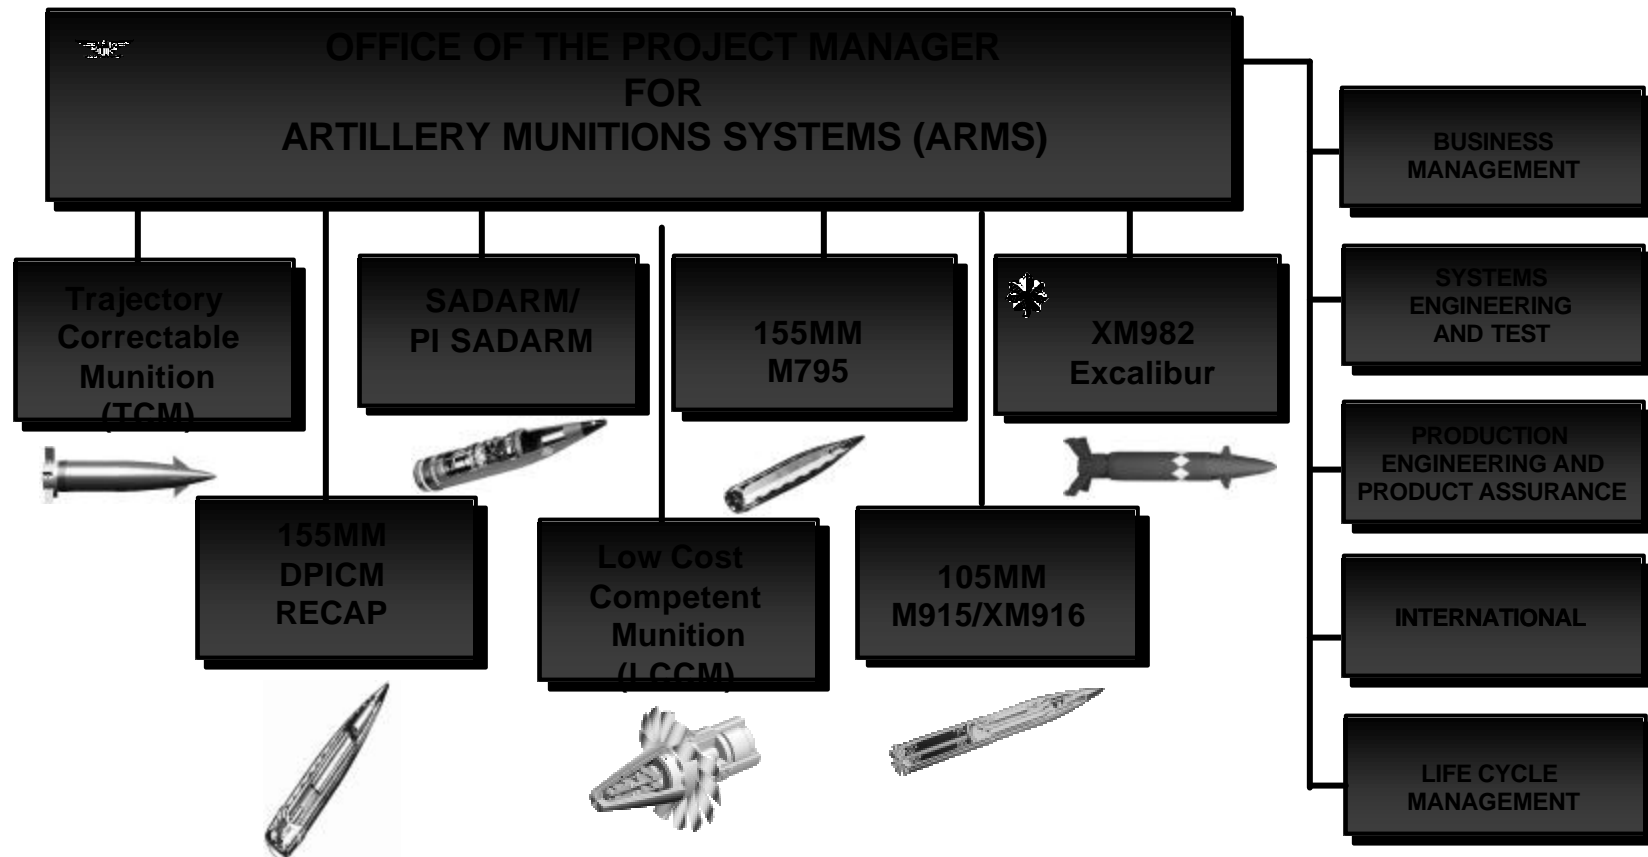 OFFICE OF THE PROJECT MANAGER
FOR
ARTILLERY MUNITIONS SYSTEMS (ARMS)
BUSINESS
MANAGEMENT
SYSTEMS
ENGINEERING
AND TEST
PRODUCTION
ENGINEERING AND
PRODUCT ASSURANCE
INTERNATIONAL
LIFE CYCLE
MANAGEMENT
Trajectory
Correctable
Munition
(TCM)
SADARM/
PI SADARM
155MM
M795
XM982
Excalibur
155MM
DPICM
RECAP
Low Cost
Competent
Munition
(LCCM)
105MM
M915/XM916